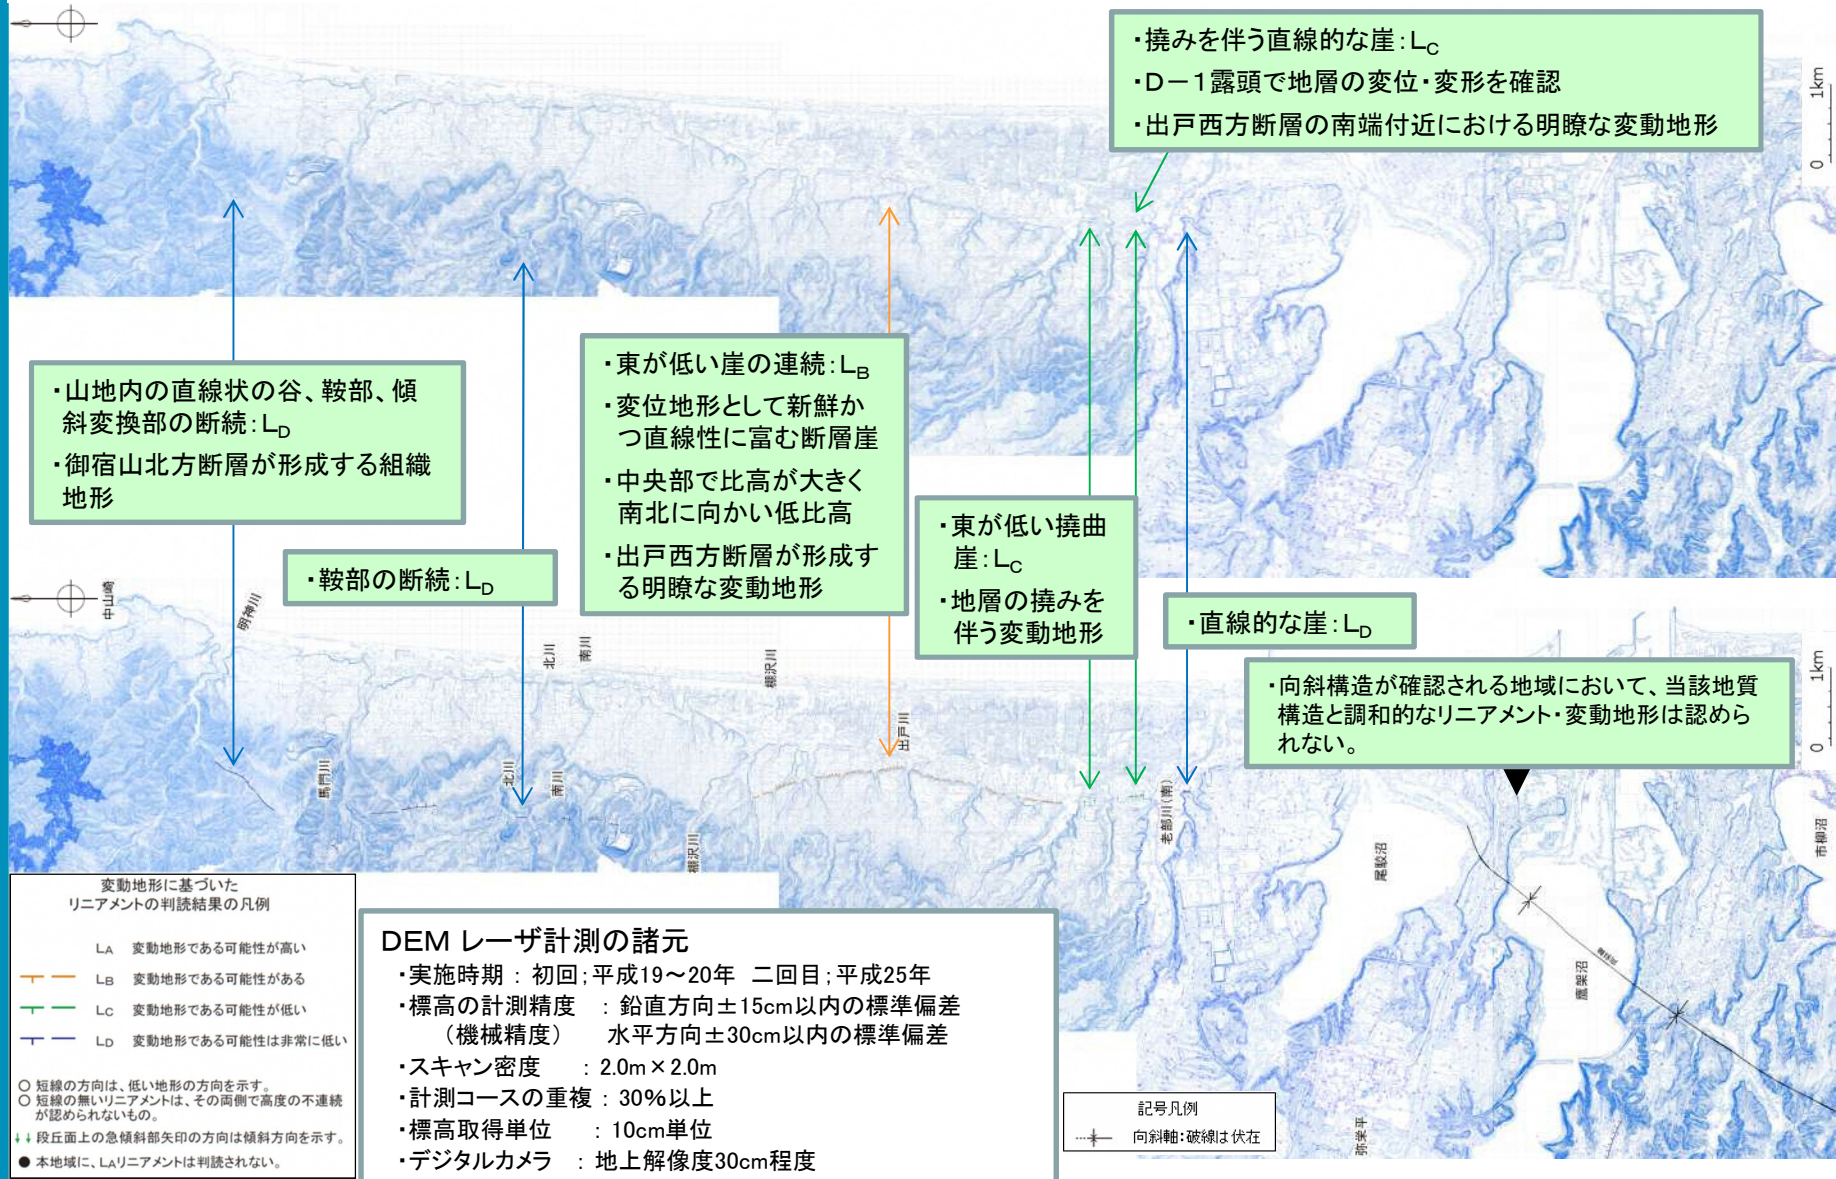 ・撓みを伴う直線的な崖：LC
・D－1露頭で地層の変位・変形を確認
・出戸西方断層の南端付近における明瞭な変動地形
1km
0
・山地内の直線状の谷、鞍部、傾
斜変換部の断続：LD
・御宿山北方断層が形成する組織
地形
・鞍部の断続：LD
・東が低い崖の連続：LB
・変位地形として新鮮か
つ直線性に富む断層崖
・中央部で比高が大きく
南北に向かい低比高
・出戸西方断層が形成す
る明瞭な変動地形
・東が低い撓曲
崖：LC
・地層の撓みを
伴う変動地形
・直線的な崖：LD
・向斜構造が確認される地域において、当該地質
構造と調和的なリニアメント・変動地形は認めら
れない。
1km
0
中山崎
明神川
北川
南川
棚沢川
出戸川
馬門川
北川
南川
棚沢川
老部川(南)
尾駮沼
鷹架沼
市柳沼
弥栄平
変動地形に基づいた
リニアメントの判読結果の凡例
LA 変動地形である可能性が高い
LB 変動地形である可能性がある
LC 変動地形である可能性が低い
LD 変動地形である可能性は非常に低い
○ 短線の方向は、低い地形の方向を示す。
○ 短線の無いリニアメントは、その両側で高度の不連続
が認められないもの。
↓↓ 段丘面上の急傾斜部矢印の方向は傾斜方向を示す。
● 本地域に、LAリニアメントは判読されない。
DEM レーザ計測の諸元
・実施時期 ： 初回；平成19～20年 二回目；平成25年
・標高の計測精度 ： 鉛直方向±15cm以内の標準偏差
（機械精度） 水平方向±30cm以内の標準偏差
・スキャン密度 ： 2.0m×2.0m
・計測コースの重複 ： 30%以上
・標高取得単位 ： 10cm単位
・デジタルカメラ ： 地上解像度30cm程度
記号凡例
向斜軸：破線は伏在